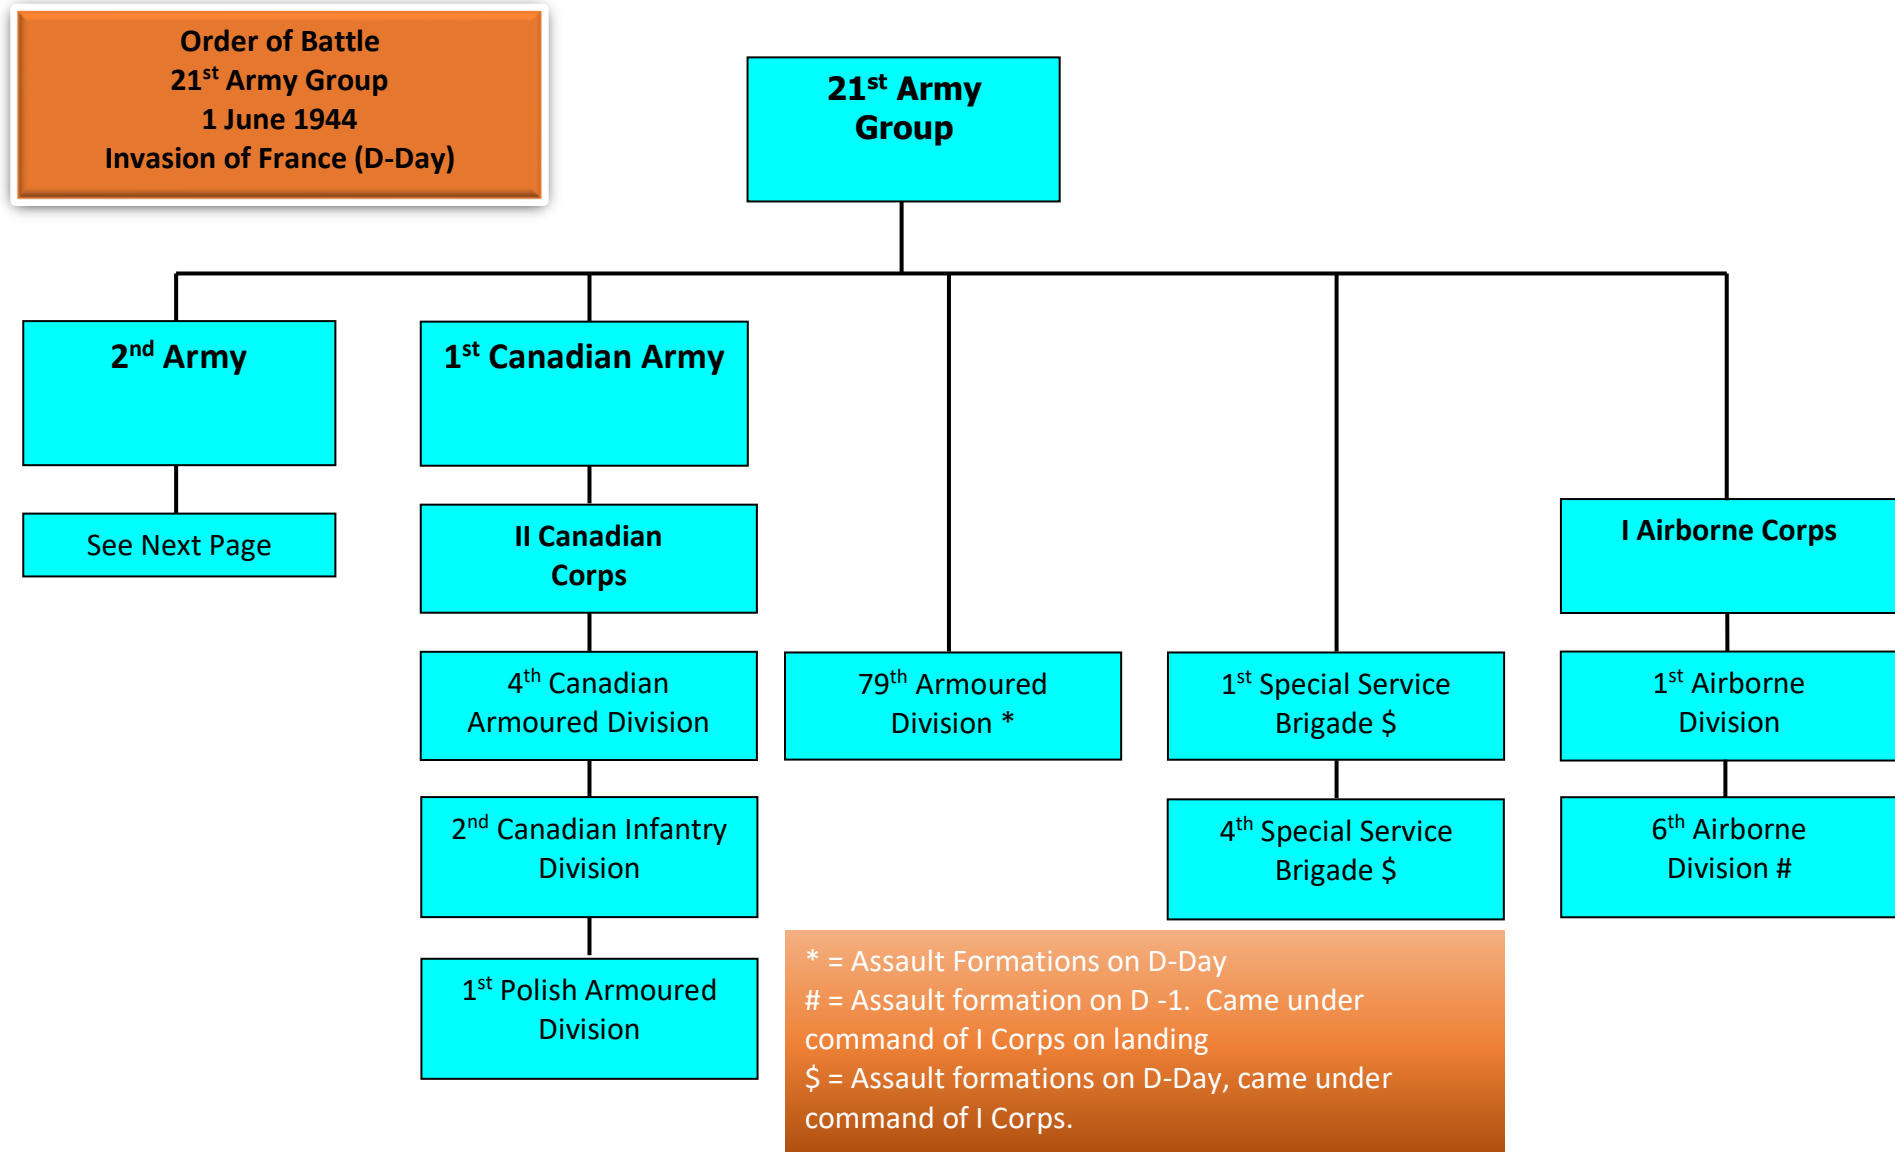 Order of Battle
21st Army Group
1 June 1944
Invasion of France (D-Day)
21st Army
Group
2nd Army
See Next Page
1st Canadian Army
II Canadian
Corps
4th Canadian
Armoured Division
2nd Canadian Infantry
Division
1st Polish Armoured
Division
79th Armoured
Division *
1st Special Service
Brigade $
4th Special Service
Brigade $
I Airborne Corps
1st Airborne
Division
6th Airborne
Division #
* = Assault Formations on D-Day
# = Assault formation on D -1.  Came under
command of I Corps on landing
$ = Assault formations on D-Day, came under
command of I Corps.